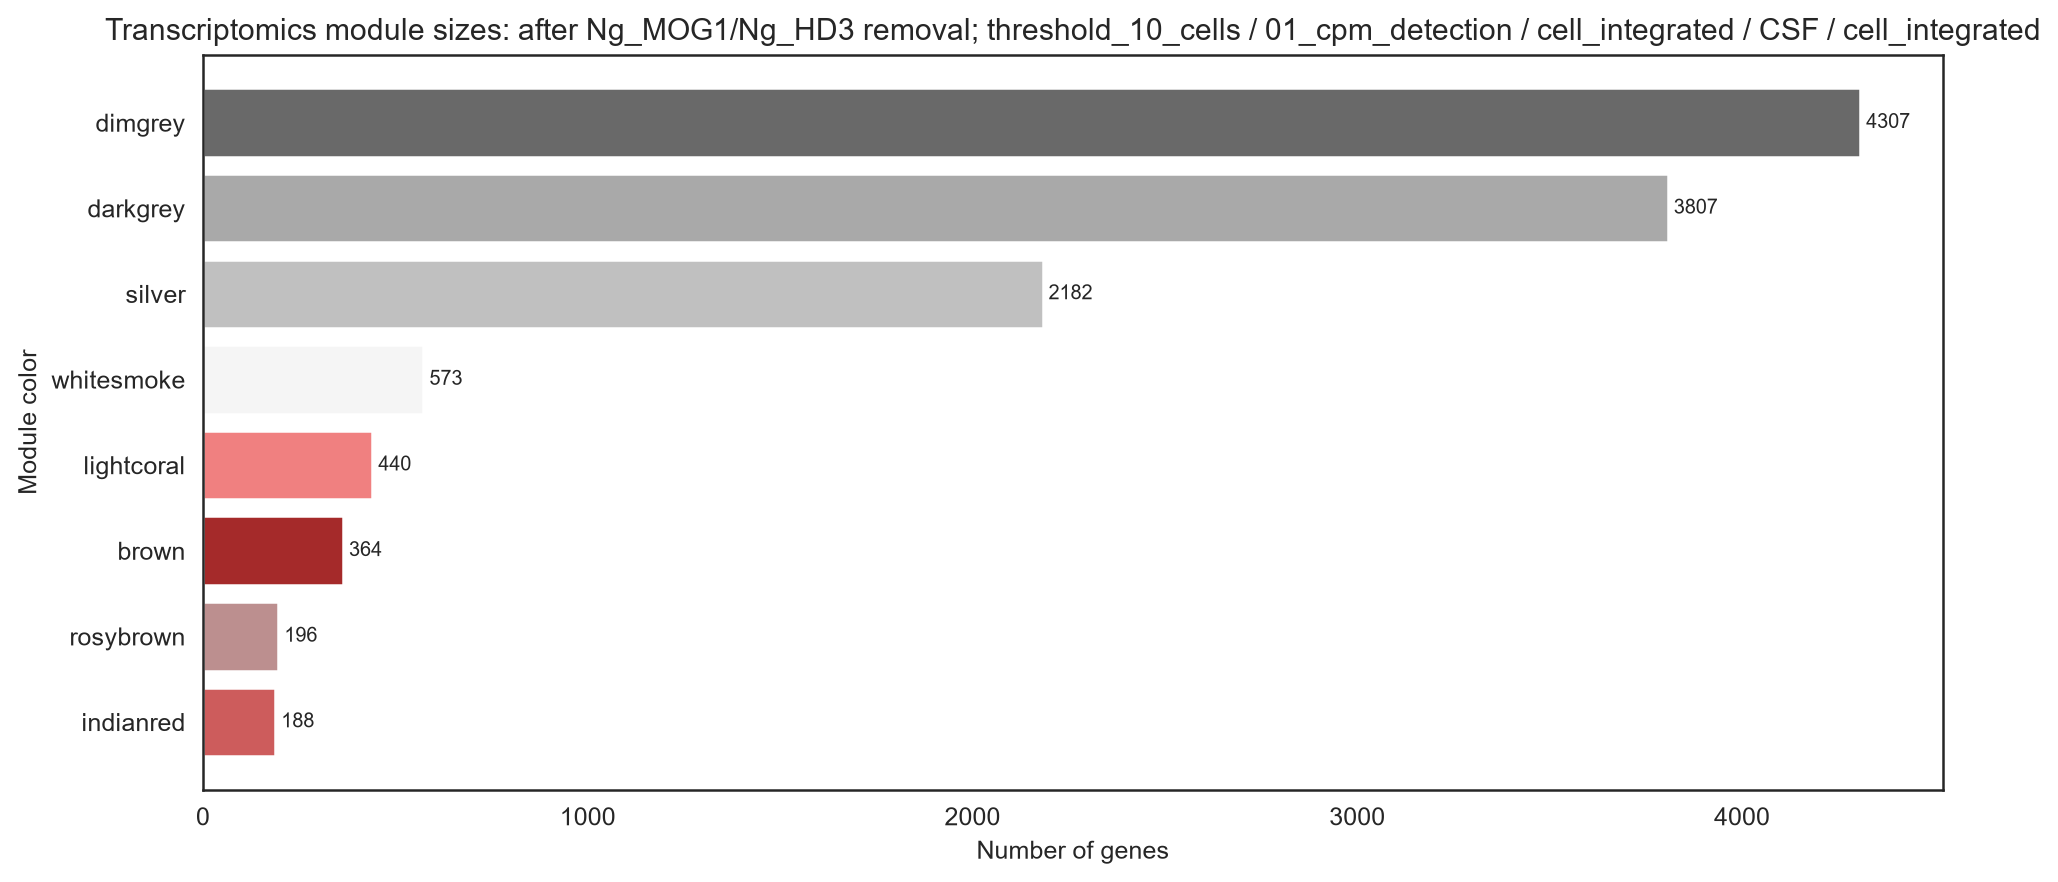 Transcriptomics module sizes: after Ng_MOG1/Ng_HD3 removal; threshold_10_cells / 01_cpm_detection / cell_integrated / CSF / cell_integrated
dimgrey 4307
darkgrey 3807
silver 2182
whitesmoke 573
lightcoral 440
brown 364
rosybrown 196
indianred 188
Module color
0 1000 2000 3000 4000
Number of genes